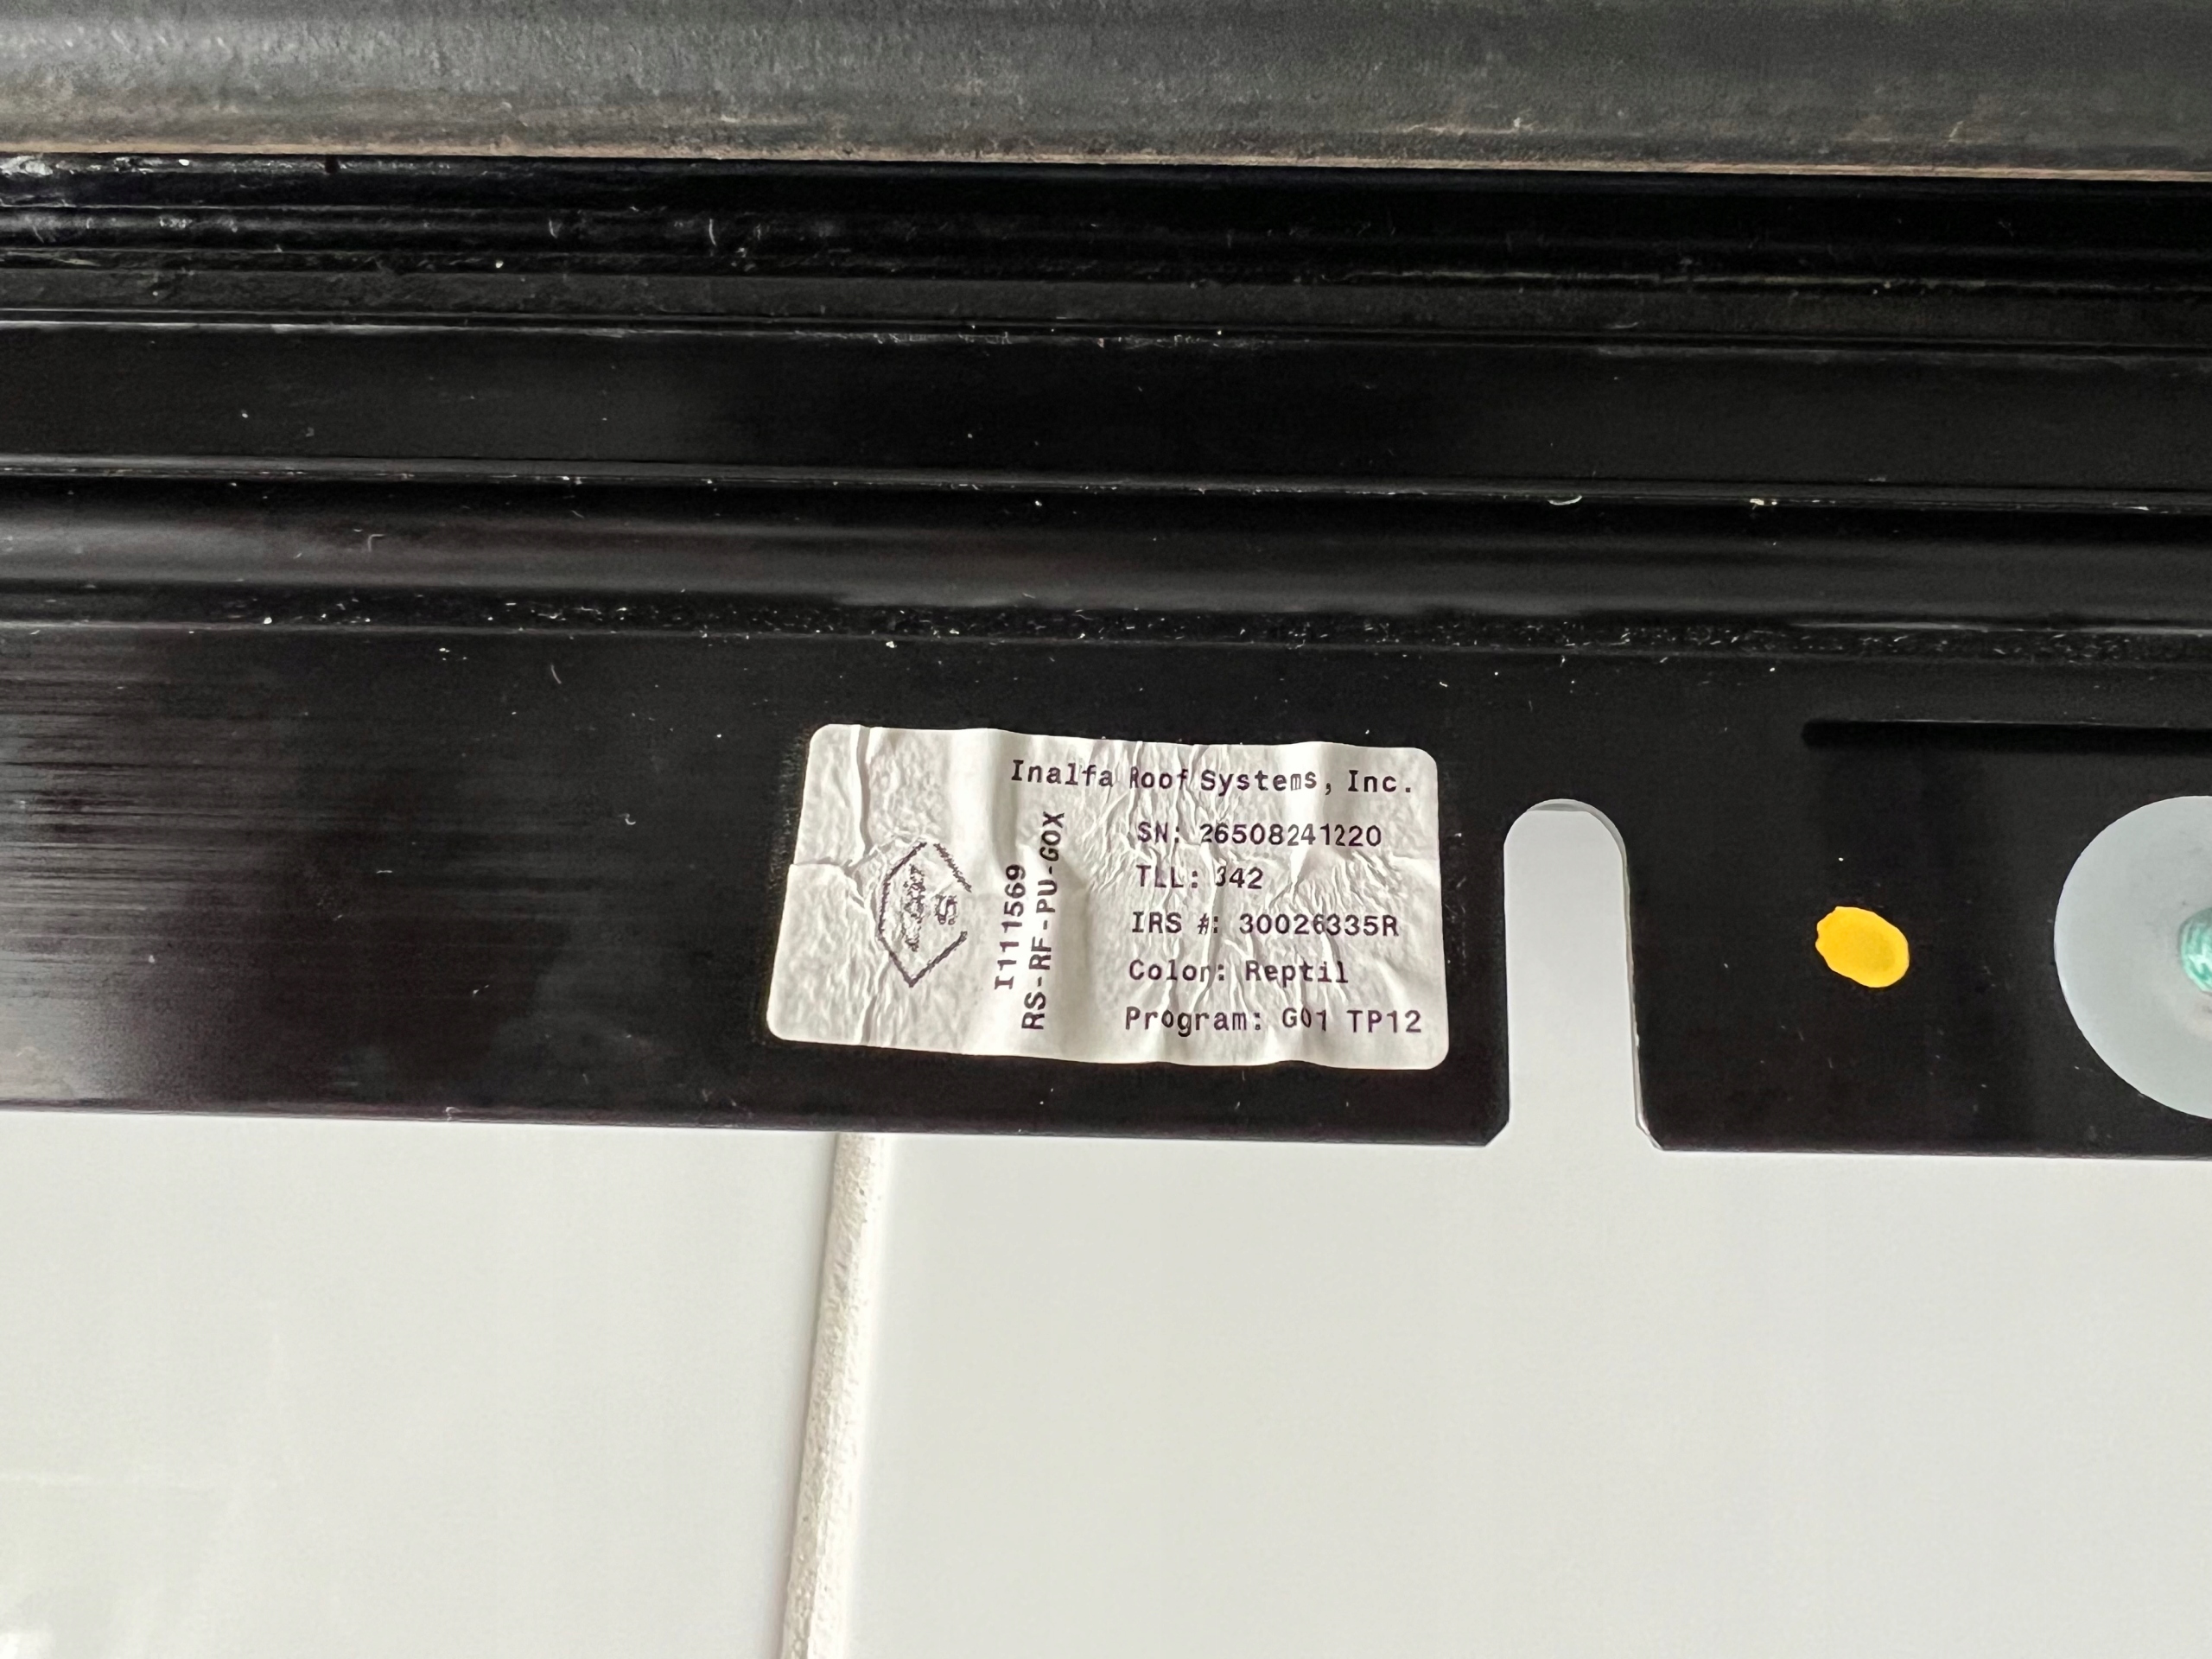 Inalfa Roof Systems, Inc.
SN: 26508241220
TLL: 342
IRS #: 30026335R
Color: Reptil
Program: G01 TP12
I111569
RS-RF-PU-GOX